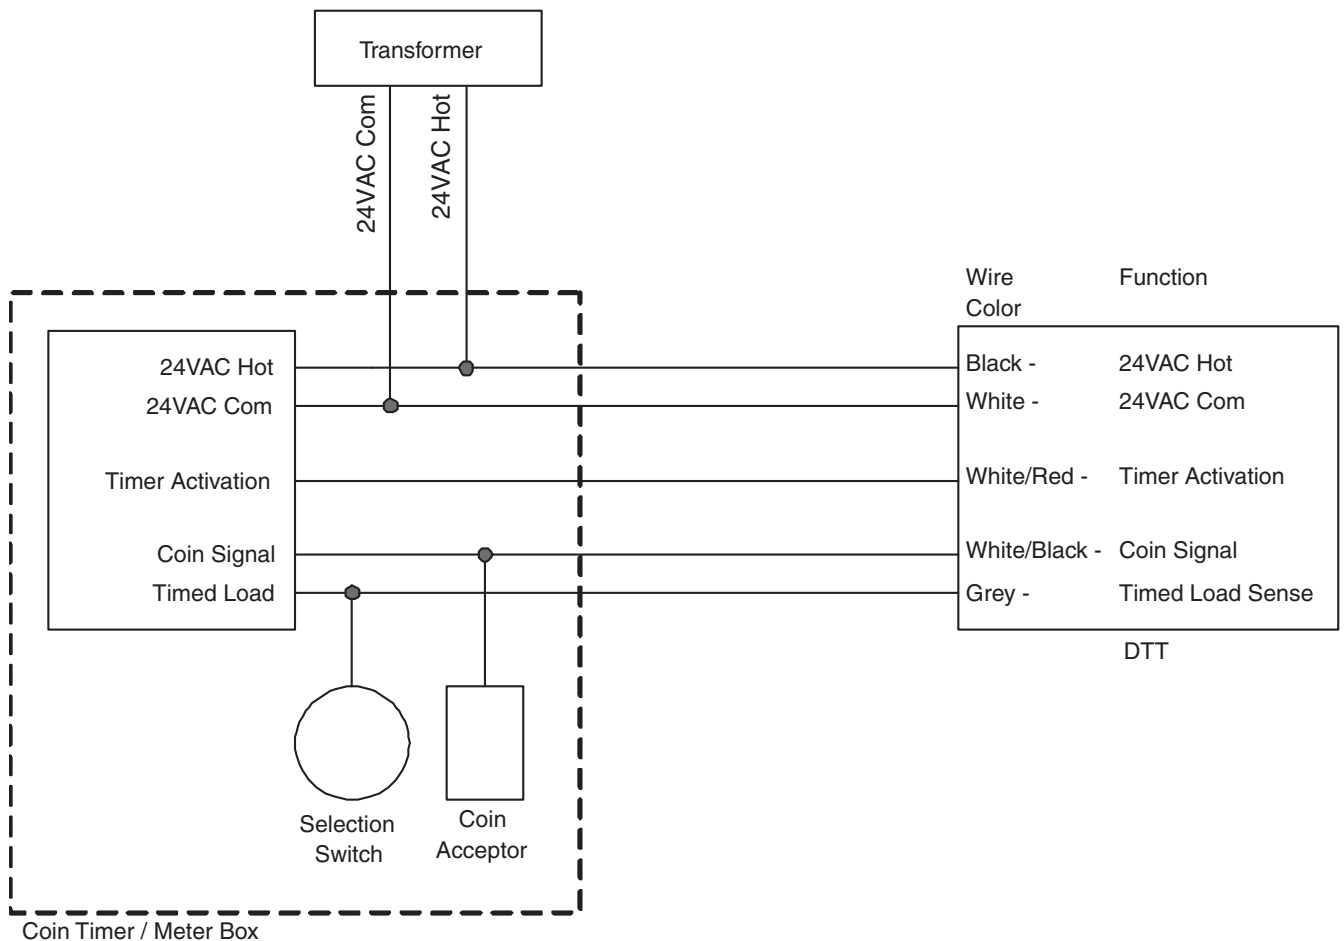 Transformer
24VAC Com
24VAC Hot
Wire Color
Function
24VAC Hot
24VAC Com
Timer Activation
Coin Signal
Timed Load
Black - 24VAC Hot
White - 24VAC Com
White/Red - Timer Activation
White/Black - Coin Signal
Grey - Timed Load Sense
DTT
Selection
Switch
Coin
Acceptor
Coin Timer / Meter Box